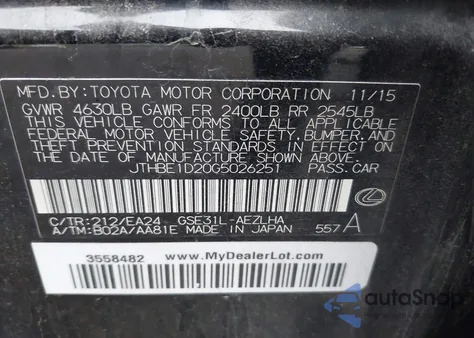 MFD.BY:TOYOTA MOTOR CORPORATION 11/15
GVWR 4630LB GAWR FR 2400LB RR 2545LB
THIS VEHICLE CONFORMS TO ALL APPLICABLE
FEDERAL MOTOR VEHICLE SAFETY, BUMPER, AND
THEFT PREVENTION STANDARDS IN EFFECT ON
THE DATE OF MANUFACTURE SHOWN ABOVE.
JTHBE1D20G5026251 PASS.CAR
C/TR:212/EA24 GSE31L-AEZLHA
A/TM:B02A/AA81E MADE IN JAPAN 557 A
3558482 www.MyDealerLot.com
autoSnap